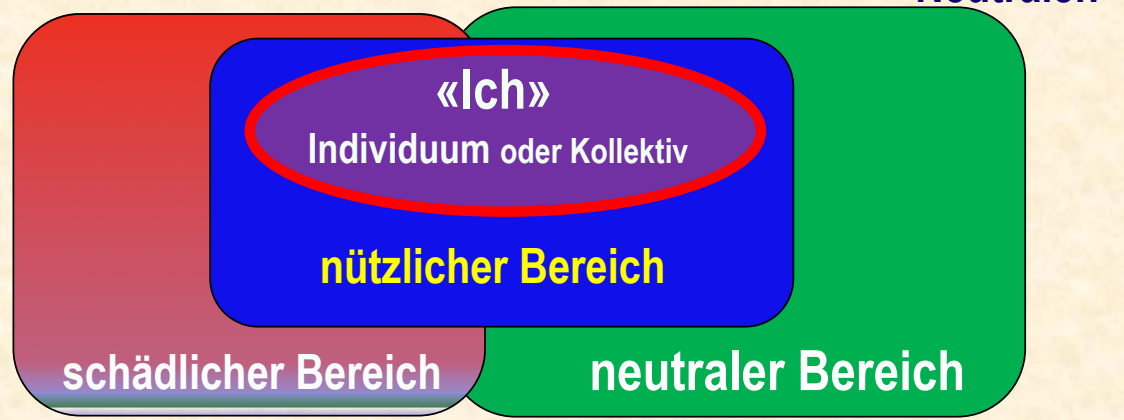 «Ich»
Individuum oder Kollektiv
nützlicher Bereich
schädlicher Bereich
neutraler Bereich